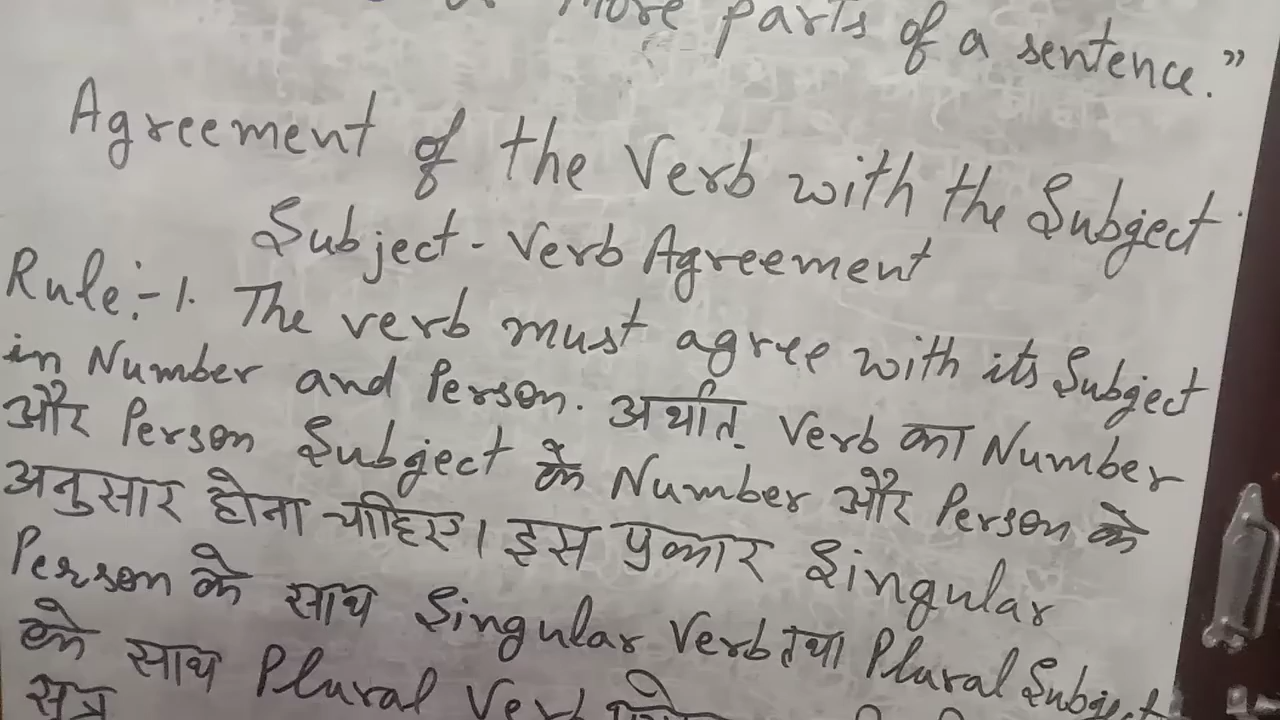 more parts of a sentence."
Agreement of the Verb with the Subject
Subject-Verb Agreement
Rule:-1. The verb must agree with its Subject
in Number and Person. अर्थात् Verb का Number
और Person Subject के Number और Person के
अनुसार होना चाहिए। इस प्रकार Singular
Person के साथ Singular Verb तथा Plural Subject
के साथ Plural Verb
सूत्र